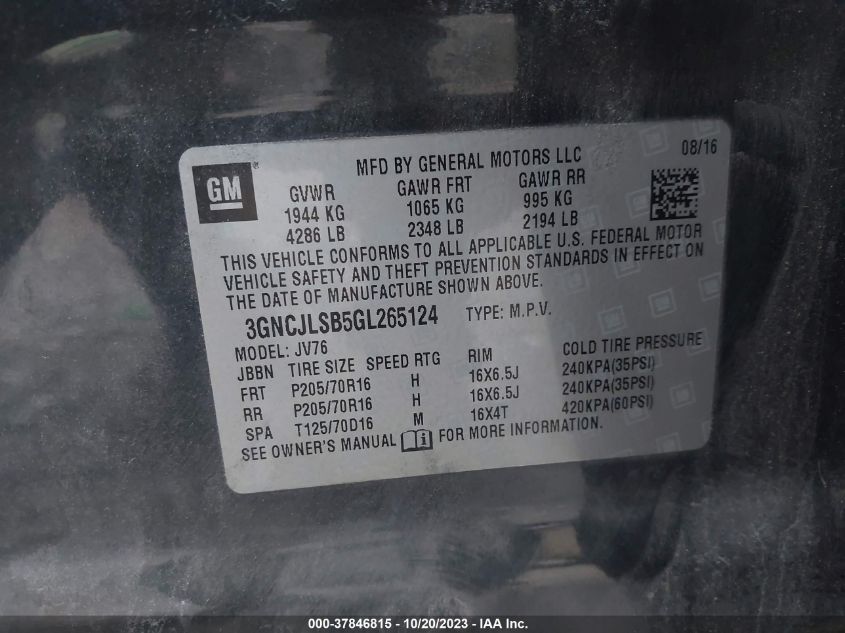 GM
MFD BY GENERAL MOTORS LLC
08/16
GVWR GAWR FRT GAWR RR
1944 KG 1065 KG 995 KG
4286 LB 2348 LB 2194 LB
THIS VEHICLE CONFORMS TO ALL APPLICABLE U.S. FEDERAL MOTOR
VEHICLE SAFETY AND THEFT PREVENTION STANDARDS IN EFFECT ON
THE DATE OF MANUFACTURE SHOWN ABOVE.
3GNCJLSB5GL265124 TYPE: M.P.V.
MODEL: JV76
JBBN TIRE SIZE SPEED RTG RIM COLD TIRE PRESSURE
FRT P205/70R16 H 16X6.5J 240KPA(35PSI)
RR P205/70R16 H 16X6.5J 240KPA(35PSI)
SPA T125/70D16 M 16X4T 420KPA(60PSI)
SEE OWNER'S MANUAL FOR MORE INFORMATION.
000-37846815 - 10/20/2023 - IAA Inc.